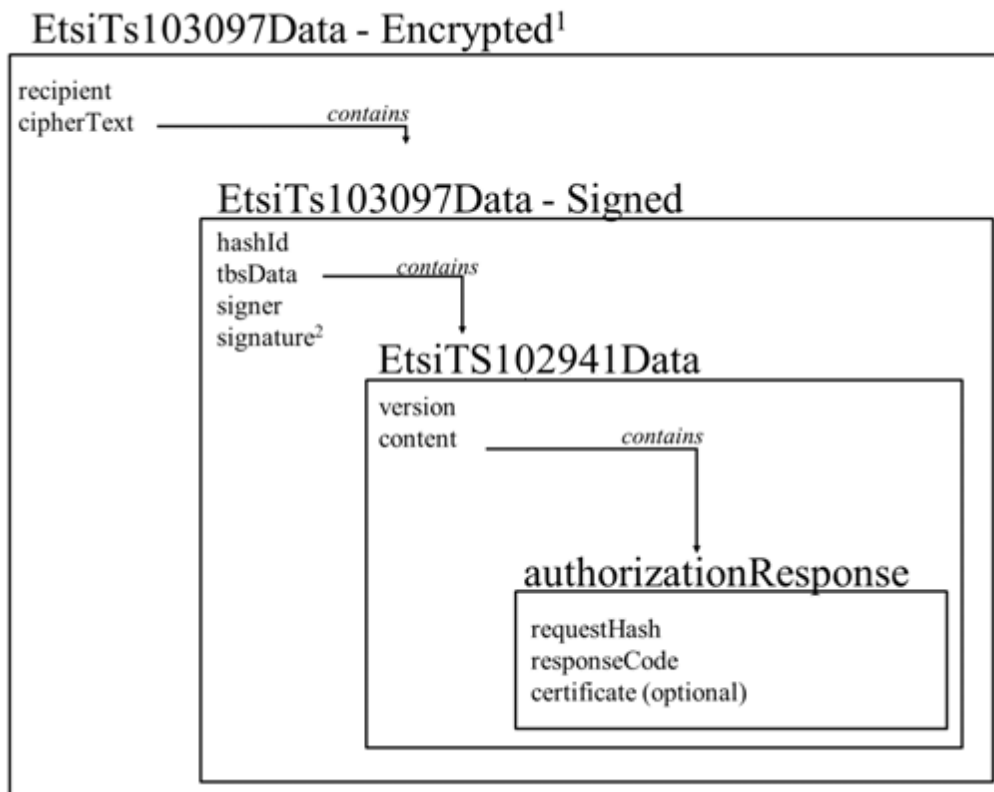 EtsiTs103097Data - Encrypted¹
recipient
cipherText
contains
EtsiTs103097Data - Signed
hashId
tbsData
contains
signer
signature²
EtsiTS102941Data
version
content
contains
authorizationResponse
requestHash
responseCode
certificate (optional)